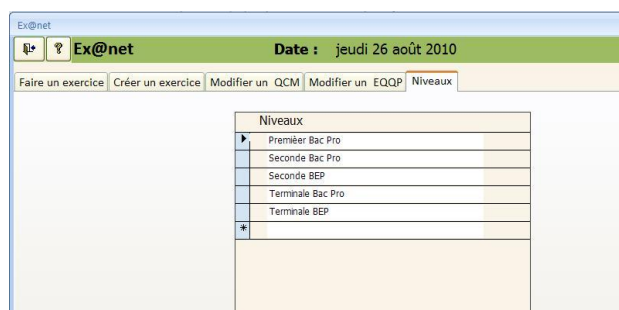 Ex@net
? Ex@net Date : jeudi 26 août 2010
Faire un exercice Créer un exercice Modifier un QCM Modifier un EQQP Niveaux
Niveaux
Premièer Bac Pro
Seconde Bac Pro
Seconde BEP
Terminale Bac Pro
Terminale BEP
*